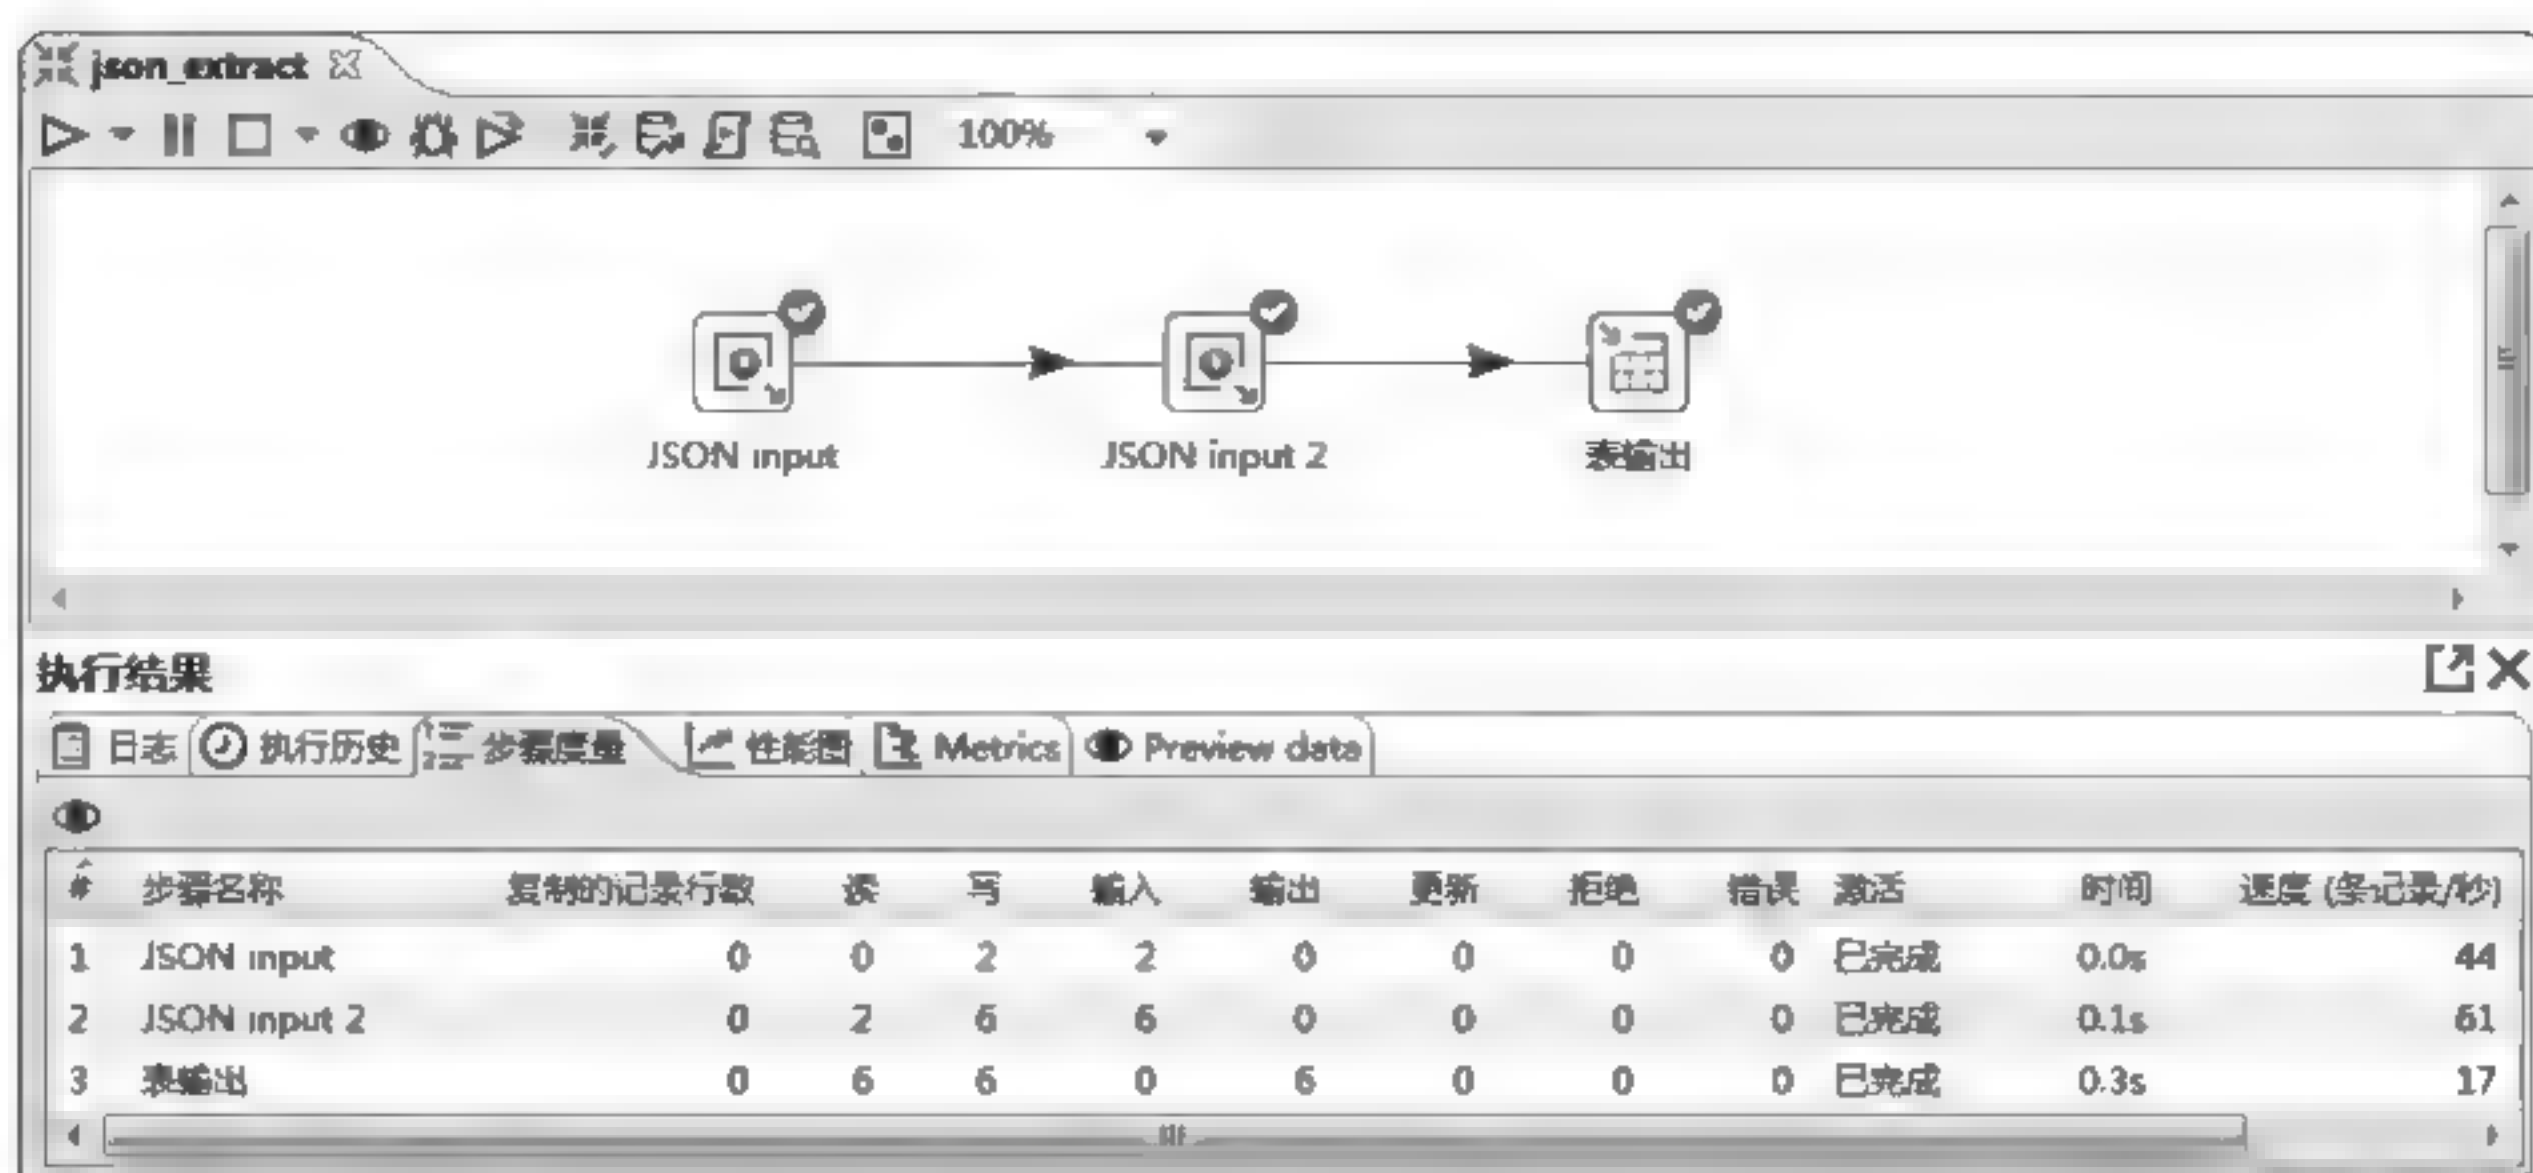 json_extract
100%
JSON input
JSON input 2
表输出
执行结果
日志 执行历史 步骤度量 性能图 Metrics Preview data
# 步骤名称 复制的记录行数 读 写 输入 输出 更新 拒绝 错误 激活 时间 速度 (条记录/秒)
1 JSON input 0 0 2 2 0 0 0 0 已完成 0.0s 44
2 JSON input 2 0 2 6 6 0 0 0 0 已完成 0.1s 61
3 表输出 0 6 6 0 6 0 0 0 已完成 0.3s 17